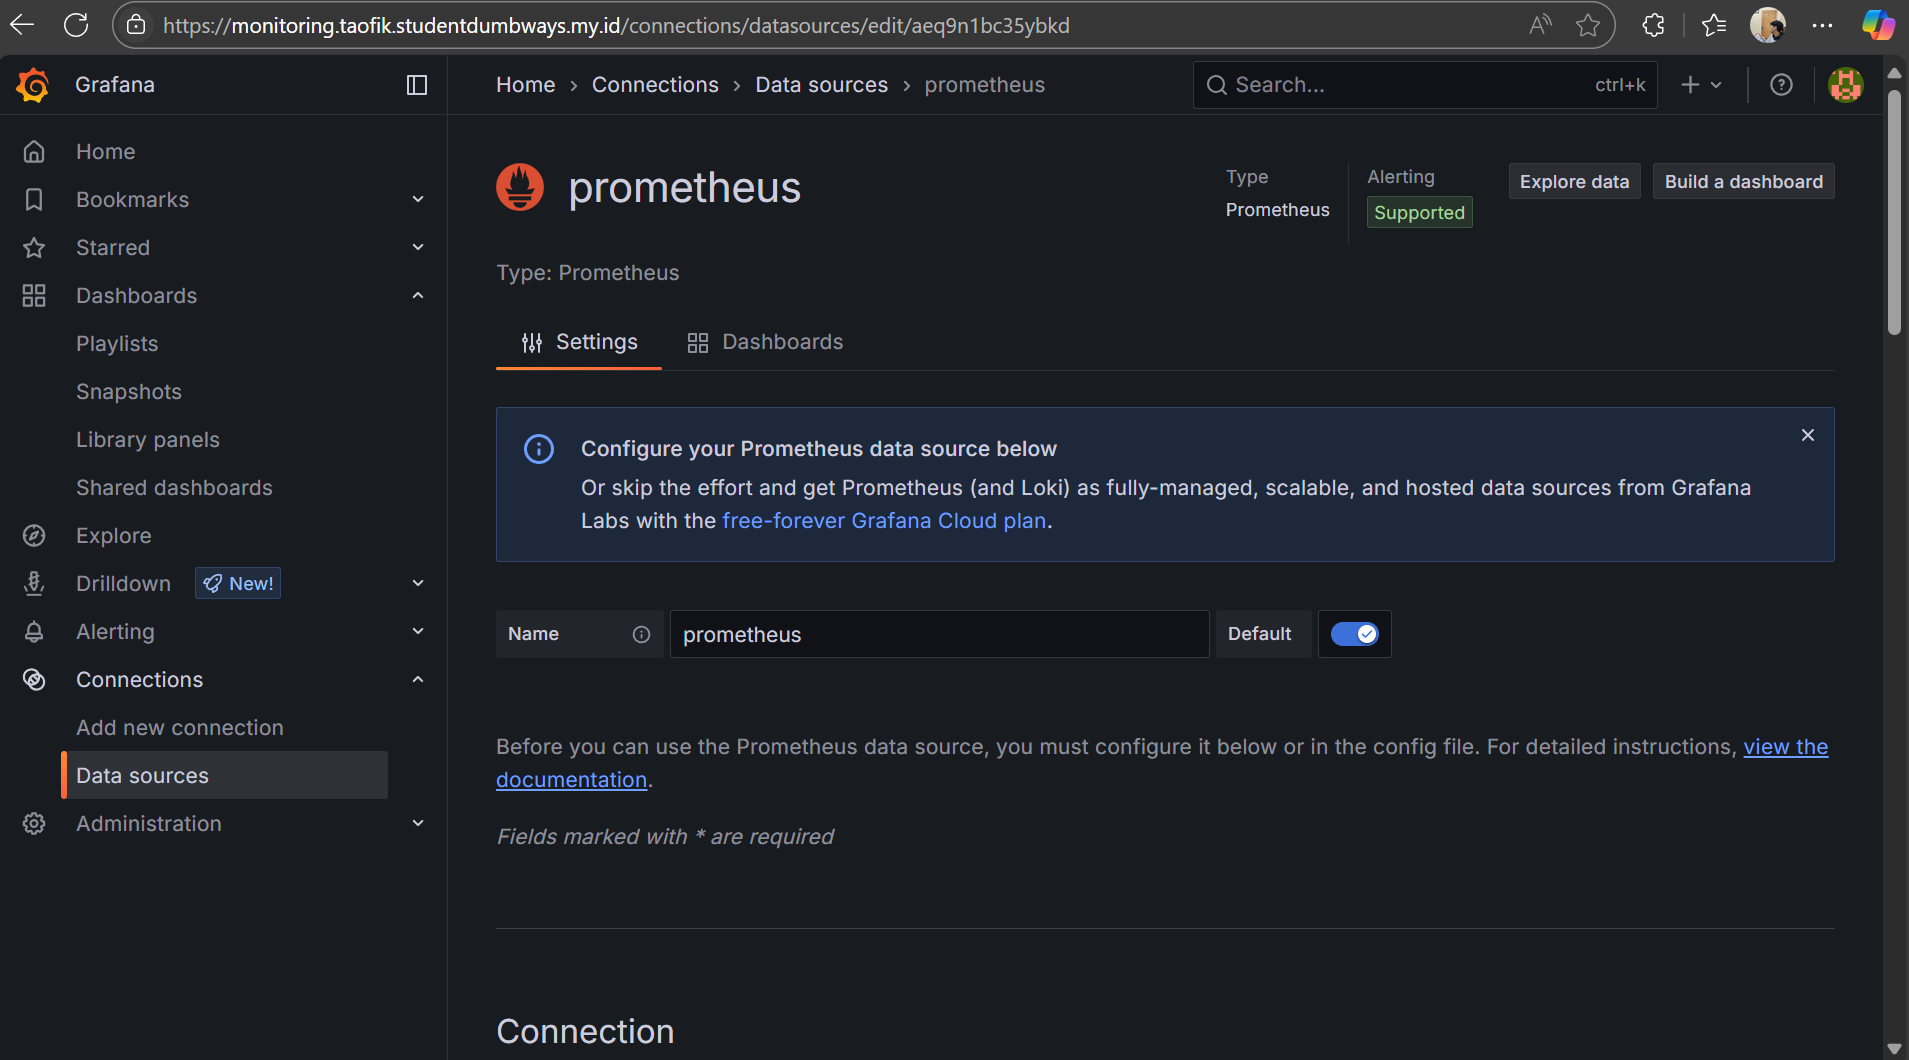 https://monitoring.taofik.studentdumbways.my.id/connections/datasources/edit/aeq9n1bc35ybkd
Grafana
Home › Connections › Data sources › prometheus
Search...
ctrl+k
Home
Bookmarks
Starred
Dashboards
Playlists
Snapshots
Library panels
Shared dashboards
Explore
Drilldown
New!
Alerting
Connections
Add new connection
Data sources
Administration
prometheus
Type
Prometheus
Alerting
Supported
Explore data
Build a dashboard
Type: Prometheus
Settings
Dashboards
Configure your Prometheus data source below
Or skip the effort and get Prometheus (and Loki) as fully-managed, scalable, and hosted data sources from Grafana
Labs with the free-forever Grafana Cloud plan.
Name
prometheus
Default
Before you can use the Prometheus data source, you must configure it below or in the config file. For detailed instructions, view the
documentation.
Fields marked with * are required
Connection